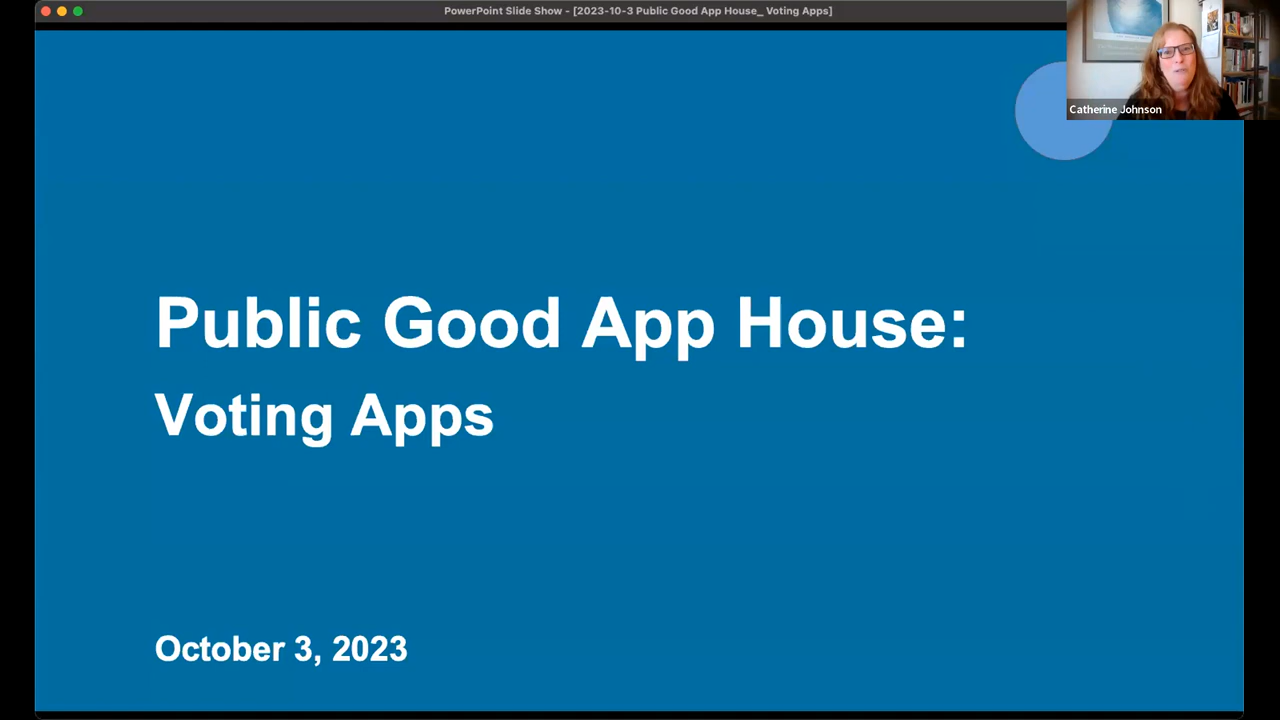 PowerPoint Slide Show - [2023-10-3 Public Good App House_ Voting Apps]
Catherine Johnson
Public Good App House:
Voting Apps
October 3, 2023